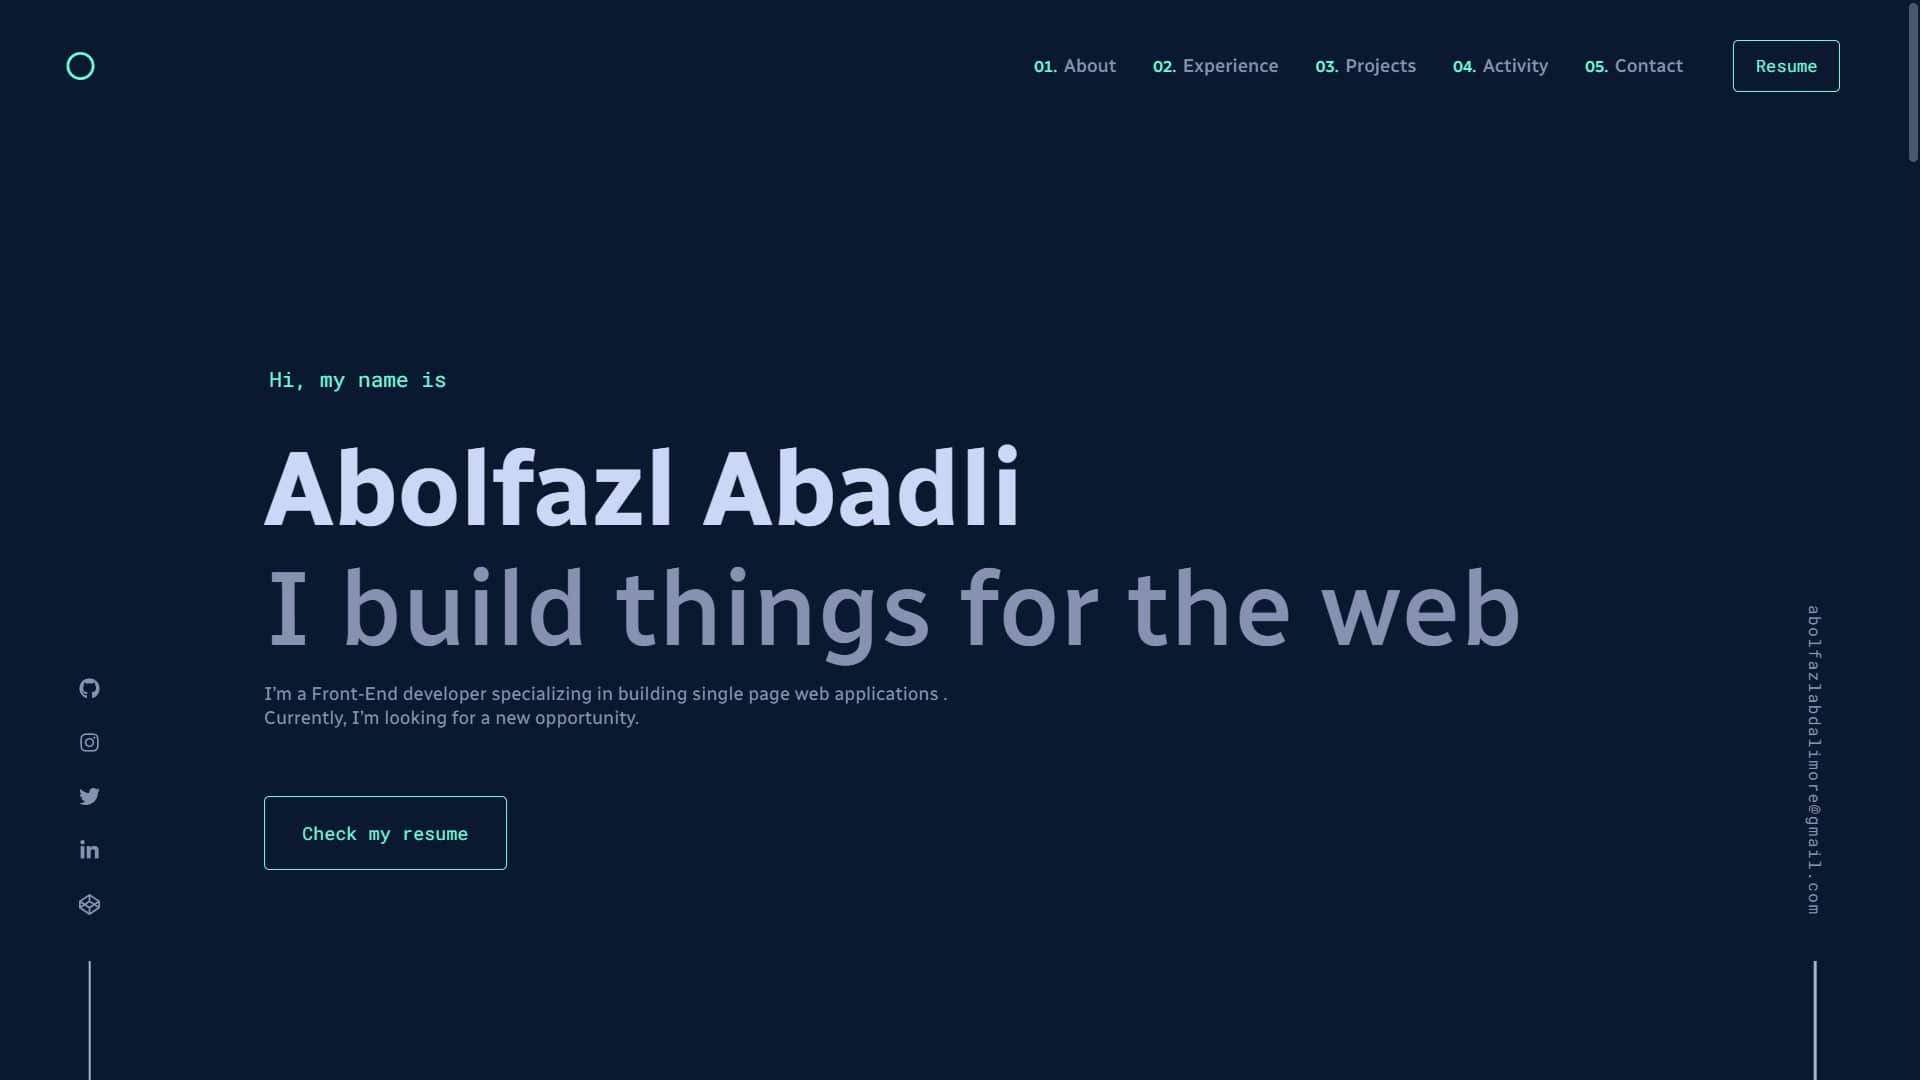 01. About 02. Experience 03. Projects 04. Activity 05. Contact Resume
Hi, my name is
Abolfazl Abadli
I build things for the web
I'm a Front-End developer specializing in building single page web applications .
Currently, I'm looking for a new opportunity.
Check my resume
abolfazlabdalimore@gmail.com